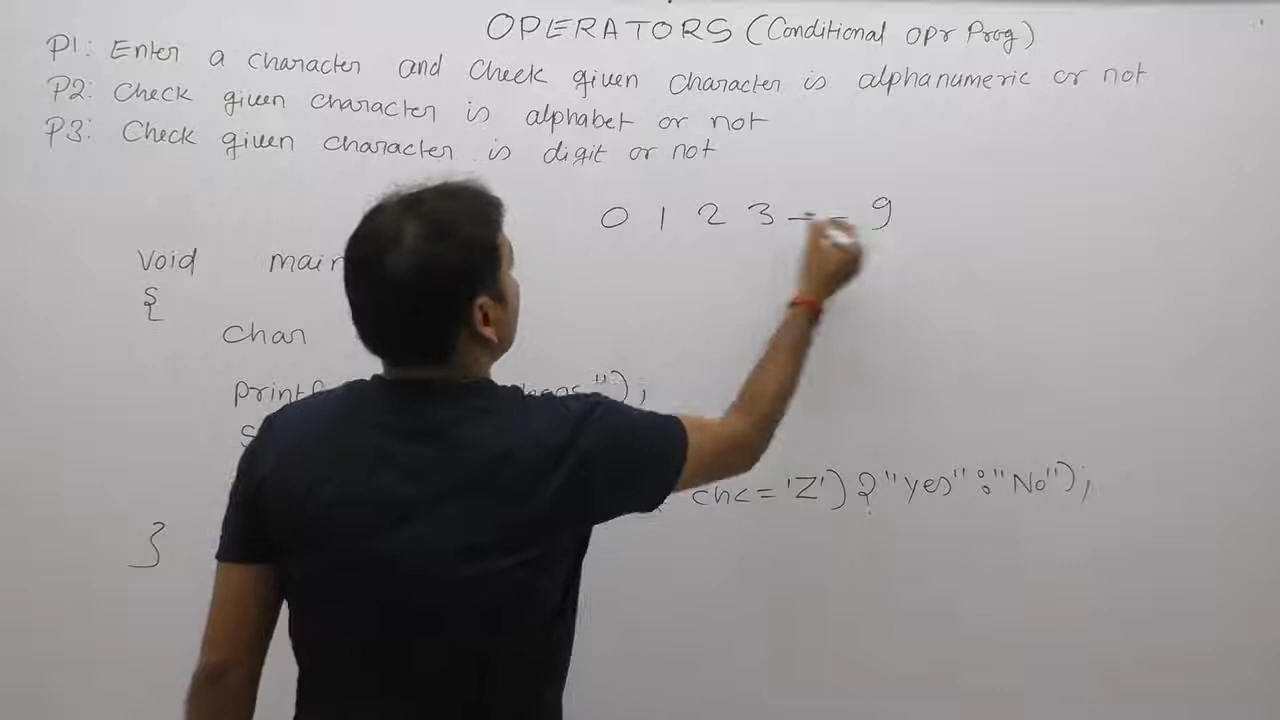 OPERATORS (Conditional opr Prog)
P1: Enter a character and check given character is alphanumeric or not
P2: Check given character is alphabet or not
P3: Check given character is digit or not
0 1 2 3 -- 9
void main
{
char
printf ");
ch<='Z')?"yes":"No");
}